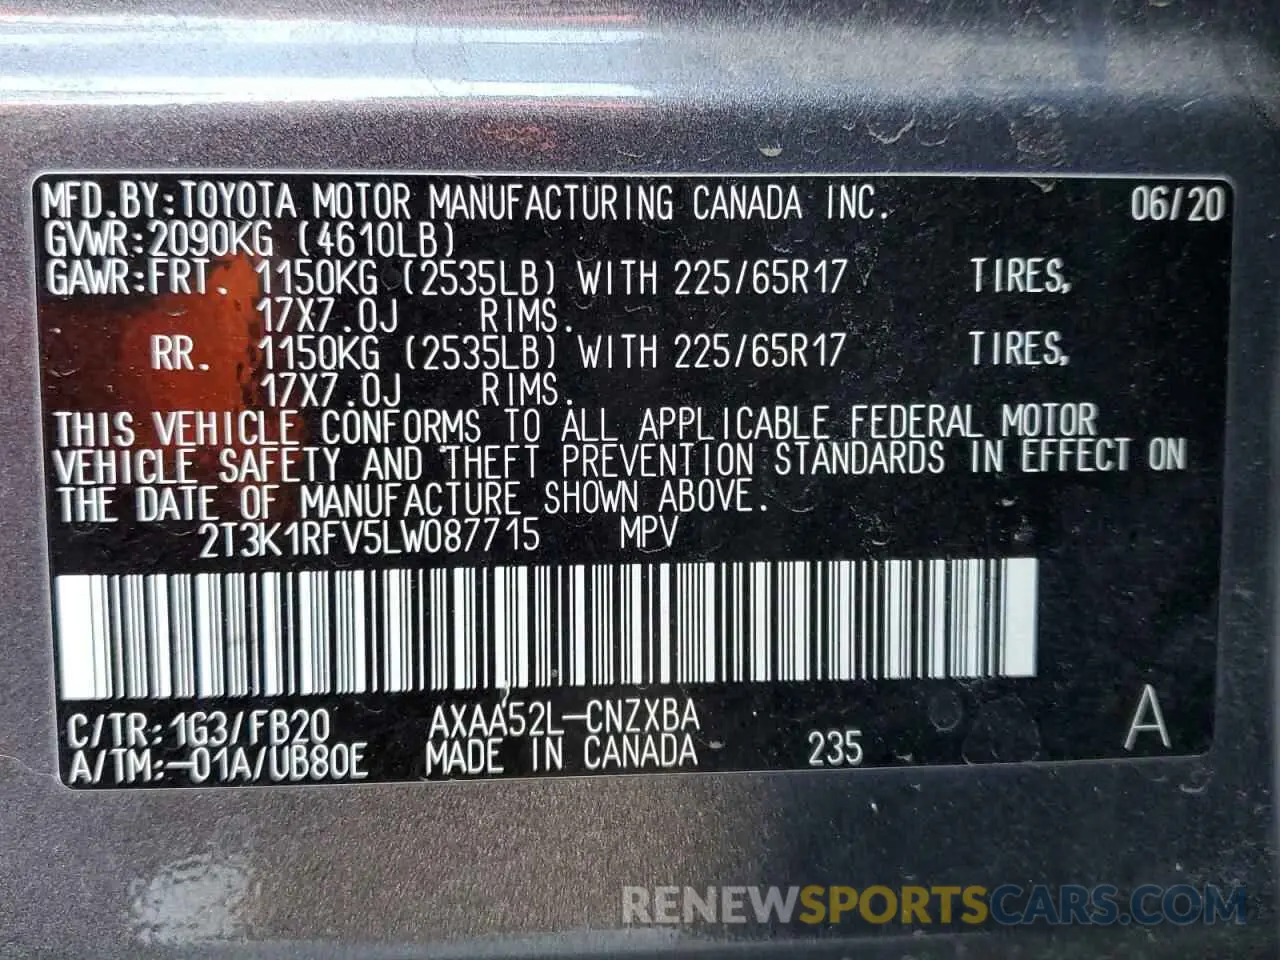 MFD.BY:TOYOTA MOTOR MANUFACTURING CANADA INC. 06/20
GVWR:2090KG (4610LB)
GAWR:FRT. 1150KG (2535LB) WITH 225/65R17 TIRES,
17X7.0J RIMS.
RR. 1150KG (2535LB) WITH 225/65R17 TIRES,
17X7.0J RIMS.
THIS VEHICLE CONFORMS TO ALL APPLICABLE FEDERAL MOTOR
VEHICLE SAFETY AND THEFT PREVENTION STANDARDS IN EFFECT ON
THE DATE OF MANUFACTURE SHOWN ABOVE.
2T3K1RFV5LW087715 MPV
C/TR:1G3/FB20 AXAA52L-CNZXBA A
A/TM:-01A/UB80E MADE IN CANADA 235
RENEWSPORTSCARS.COM